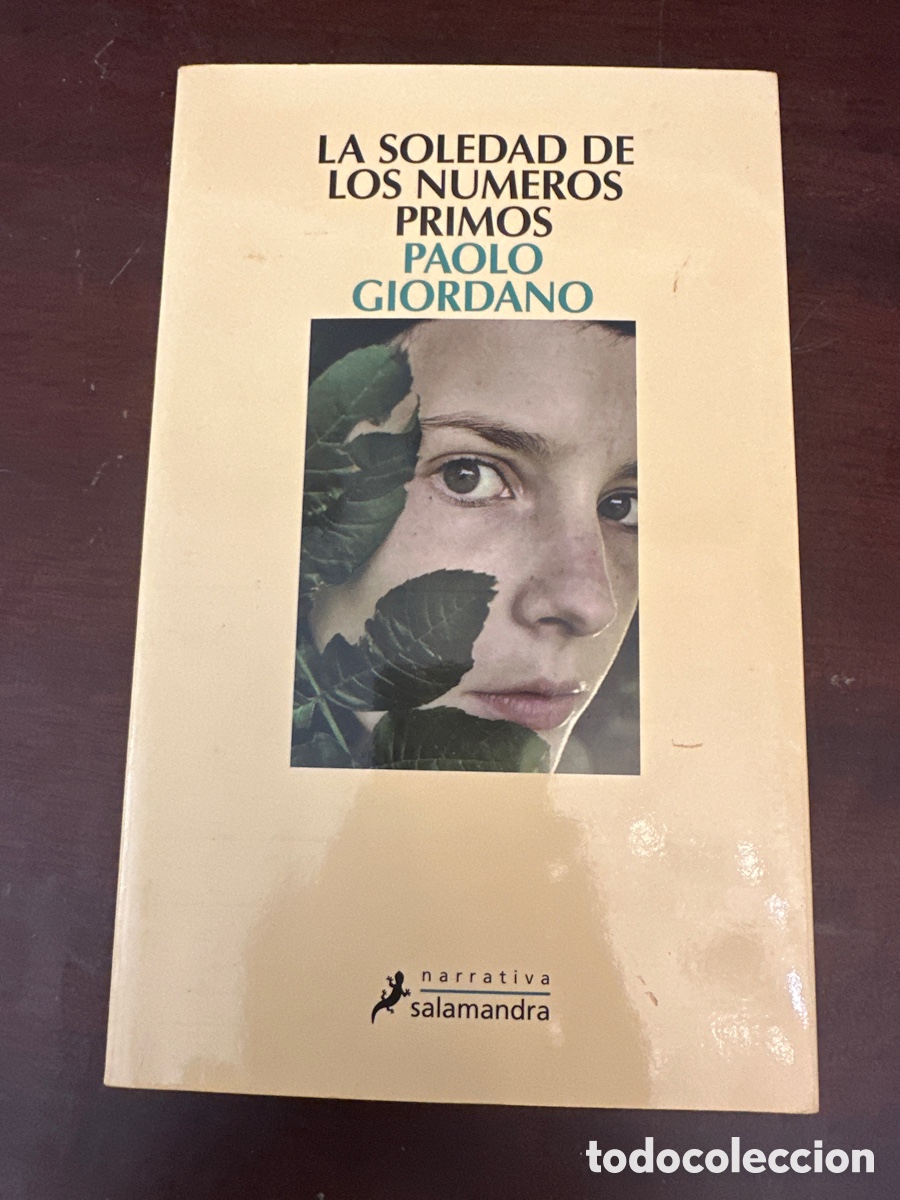 LA SOLEDAD DE
LOS NUMEROS
PRIMOS
PAOLO
GIORDANO
narrativa
salamandra
todocoleccion